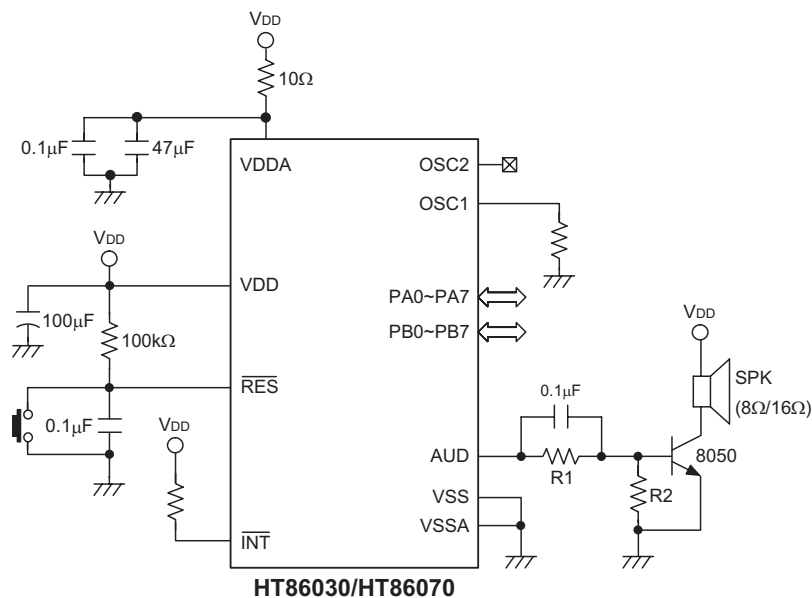 VDD
10Ω
0.1μF
47μF
VDDA
OSC2
OSC1
VDD
VDD
100μF
100kΩ
PA0~PA7
PB0~PB7
VDD
SPK
(8Ω/16Ω)
RES
0.1μF
0.1μF
VDD
AUD
R1
8050
R2
VSS
VSSA
INT
HT86030/HT86070